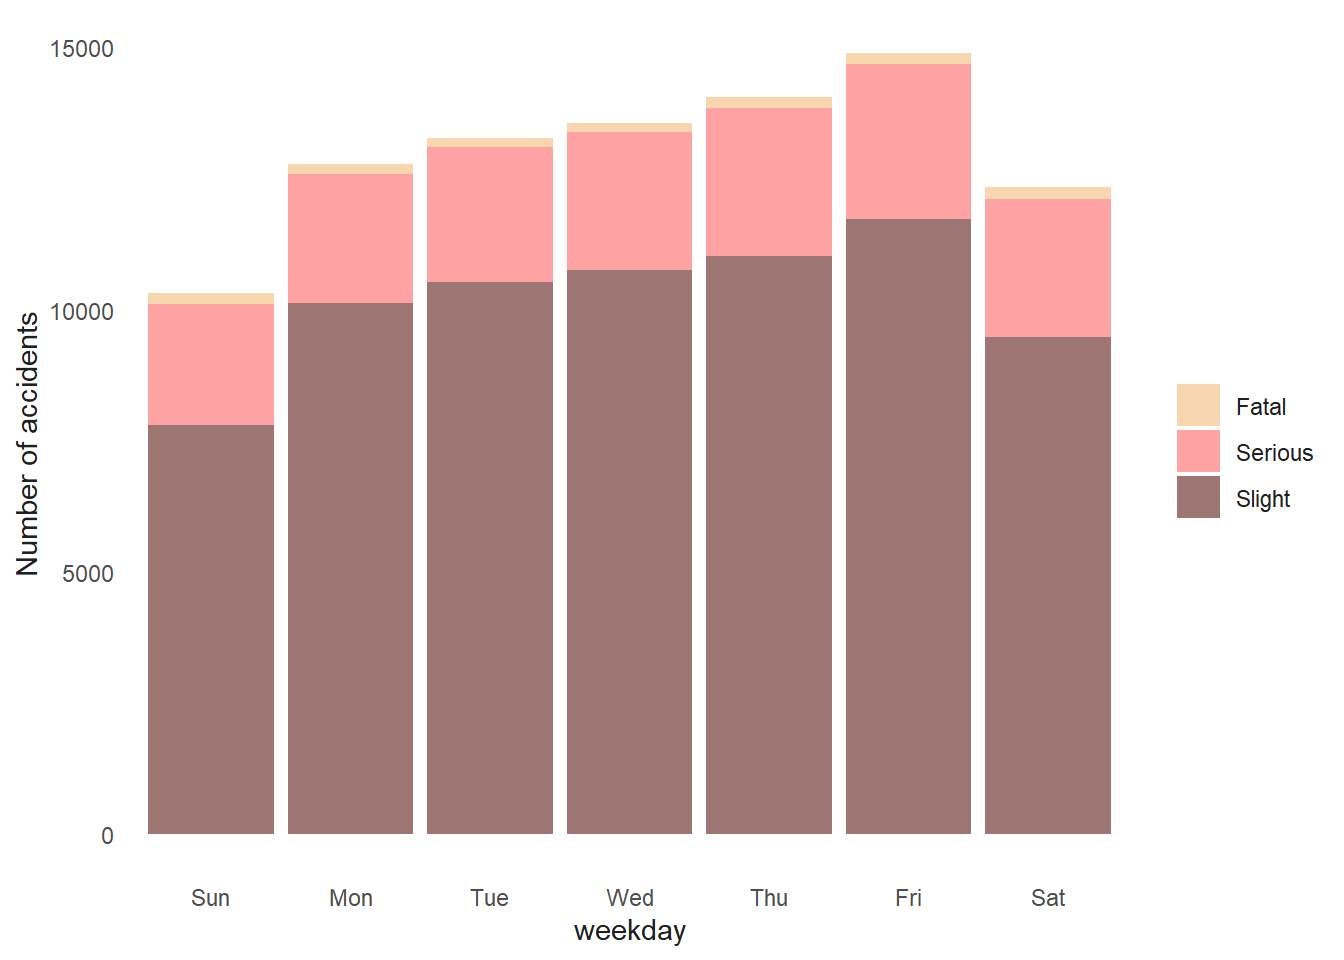 15000
10000
5000
0
Number of accidents
Sun Mon Tue Wed Thu Fri Sat
weekday
Fatal
Serious
Slight